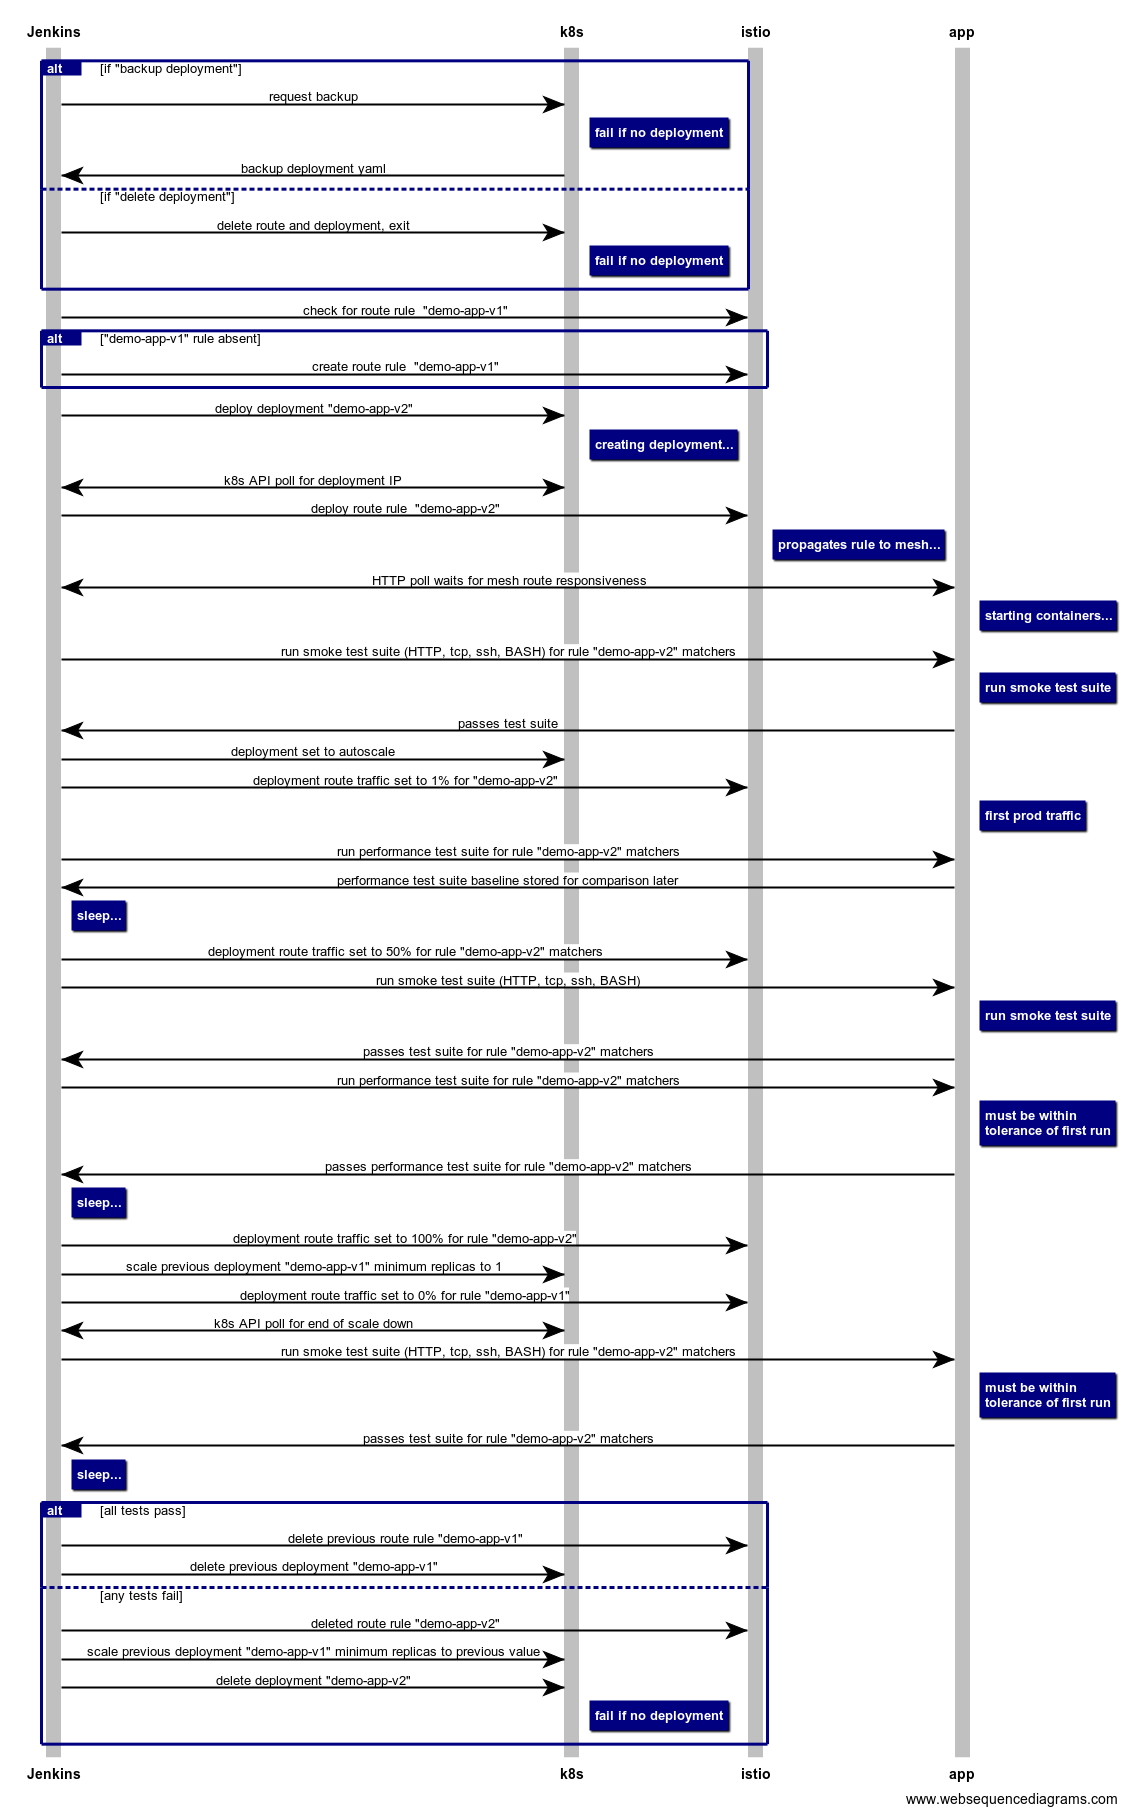 Jenkins k8s istio app
alt [if "backup deployment"]
request backup
fail if no deployment
backup deployment yaml
[if "delete deployment"]
delete route and deployment, exit
fail if no deployment
check for route rule  "demo-app-v1"
alt ["demo-app-v1" rule absent]
create route rule  "demo-app-v1"
deploy deployment "demo-app-v2"
creating deployment...
k8s API poll for deployment IP
deploy route rule  "demo-app-v2"
propagates rule to mesh...
HTTP poll waits for mesh route responsiveness
starting containers...
run smoke test suite (HTTP, tcp, ssh, BASH) for rule "demo-app-v2" matchers
run smoke test suite
passes test suite
deployment set to autoscale
deployment route traffic set to 1% for "demo-app-v2"
first prod traffic
run performance test suite for rule "demo-app-v2" matchers
performance test suite baseline stored for comparison later
sleep...
deployment route traffic set to 50% for rule "demo-app-v2" matchers
run smoke test suite (HTTP, tcp, ssh, BASH)
run smoke test suite
passes test suite for rule "demo-app-v2" matchers
run performance test suite for rule "demo-app-v2" matchers
must be within
tolerance of first run
passes performance test suite for rule "demo-app-v2" matchers
sleep...
deployment route traffic set to 100% for rule "demo-app-v2"
scale previous deployment "demo-app-v1" minimum replicas to 1
deployment route traffic set to 0% for rule "demo-app-v1"
k8s API poll for end of scale down
run smoke test suite (HTTP, tcp, ssh, BASH) for rule "demo-app-v2" matchers
must be within
tolerance of first run
passes test suite for rule "demo-app-v2" matchers
sleep...
alt [all tests pass]
delete previous route rule "demo-app-v1"
delete previous deployment "demo-app-v1"
[any tests fail]
deleted route rule "demo-app-v2"
scale previous deployment "demo-app-v1" minimum replicas to previous value
delete deployment "demo-app-v2"
fail if no deployment
Jenkins k8s istio app
www.websequencediagrams.com